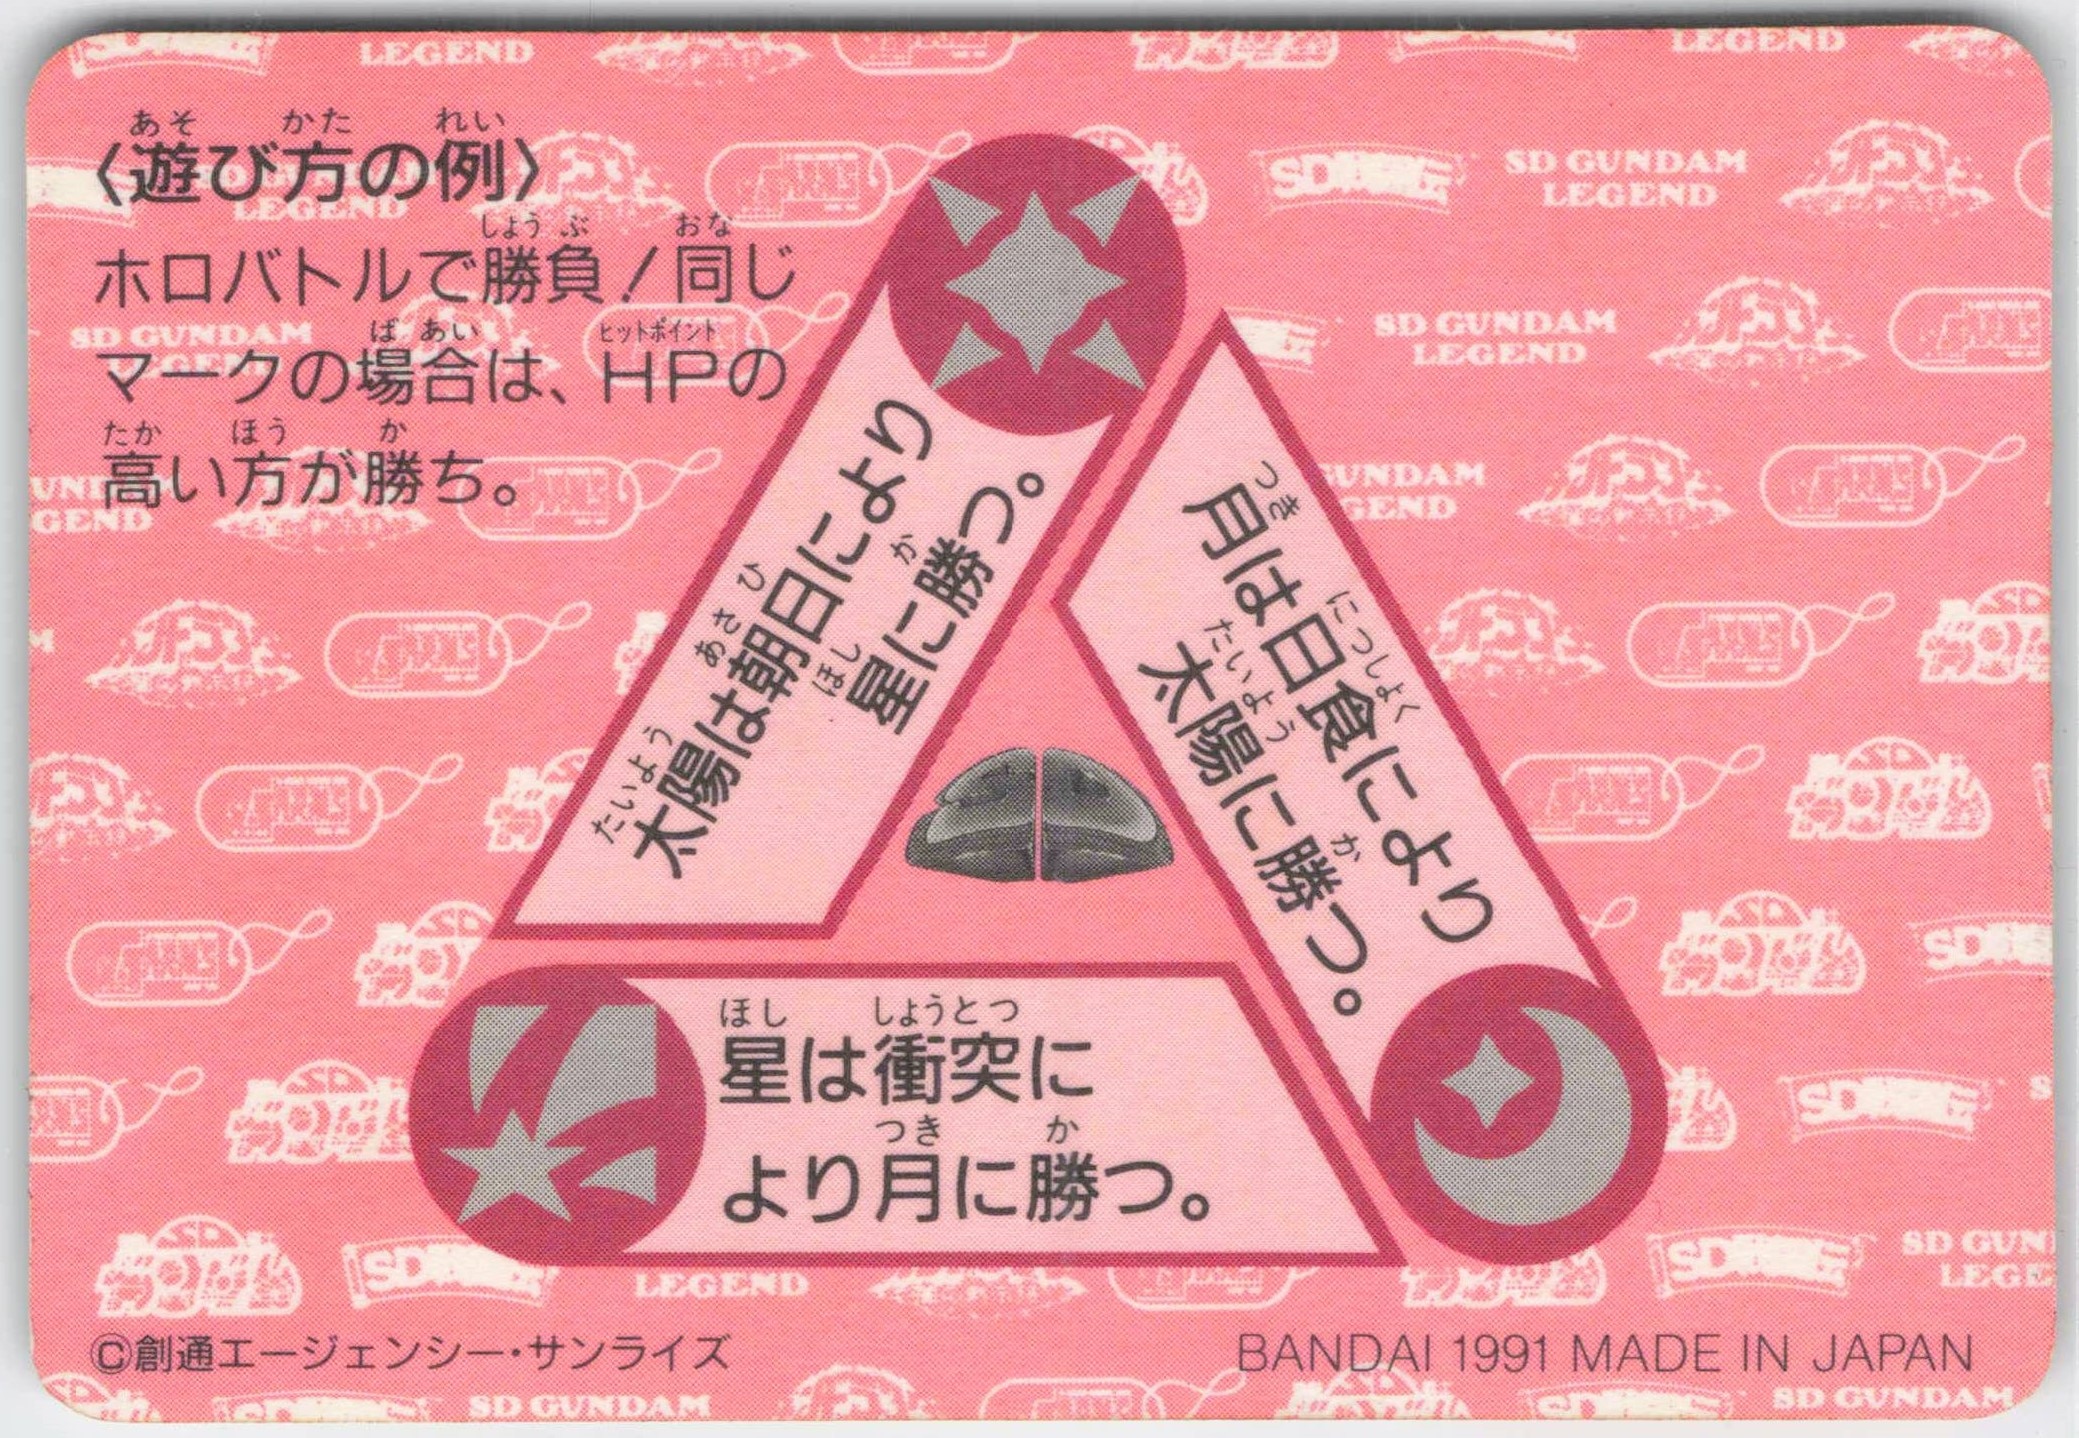 〈遊び方の例〉
ホロバトルで勝負！同じ
マークの場合は、HPの
高い方が勝ち。
太陽は朝日により
星に勝つ。
月は日食により
太陽に勝つ。
星は衝突に
より月に勝つ。
©創通エージェンシー・サンライズ
BANDAI 1991 MADE IN JAPAN
SD GUNDAM
LEGEND